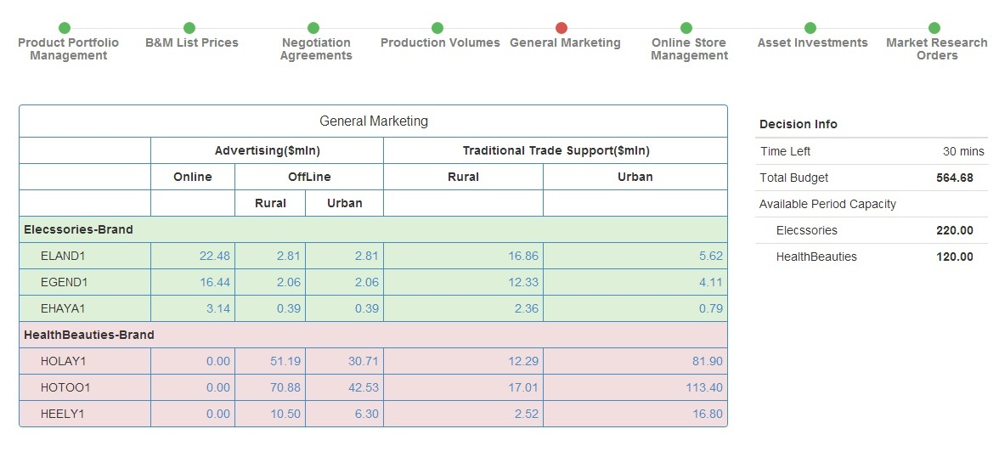 Product Portfolio Management
B&M List Prices
Negotiation Agreements
Production Volumes
General Marketing
Online Store Management
Asset Investments
Market Research Orders
General Marketing
Advertising($mln) Traditional Trade Support($mln)
Online OffLine Rural Urban
Rural Urban
Elecssories-Brand
ELAND1 22.48 2.81 2.81 16.86 5.62
EGEND1 16.44 2.06 2.06 12.33 4.11
EHAYA1 3.14 0.39 0.39 2.36 0.79
HealthBeauties-Brand
HOLAY1 0.00 51.19 30.71 12.29 81.90
HOTOO1 0.00 70.88 42.53 17.01 113.40
HEELY1 0.00 10.50 6.30 2.52 16.80
Decision Info
Time Left 30 mins
Total Budget 564.68
Available Period Capacity
Elecssories 220.00
HealthBeauties 120.00